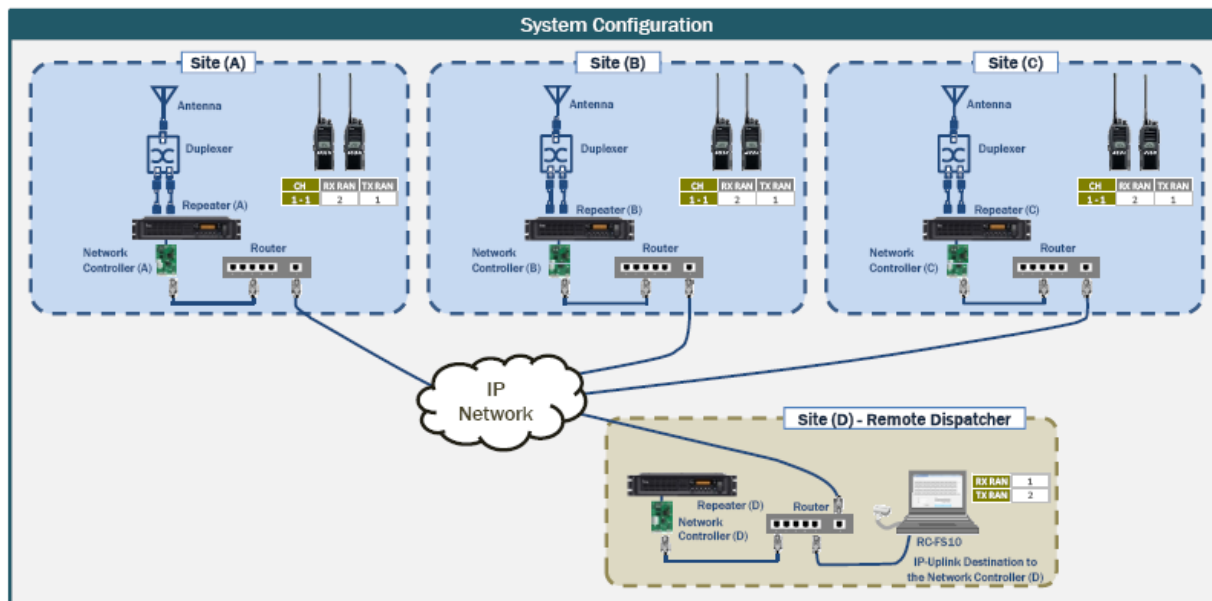 System Configuration
Site (A)
Antenna
Duplexer
CH RX RAN TX RAN
1 - 1 2 1
Repeater (A)
Network
Controller (A)
Router
Site (B)
Antenna
Duplexer
CH RX RAN TX RAN
1 - 1 2 1
Repeater (B)
Network
Controller (B)
Router
Site (C)
Antenna
Duplexer
CH RX RAN TX RAN
1 - 1 2 1
Repeater (C)
Network
Controller (C)
Router
IP
Network
Site (D) - Remote Dispatcher
Repeater (D)
Network
Controller (D)
Router
RX RAN 1
TX RAN 2
RC-FS10
IP-Uplink Destination to
the Network Controller (D)